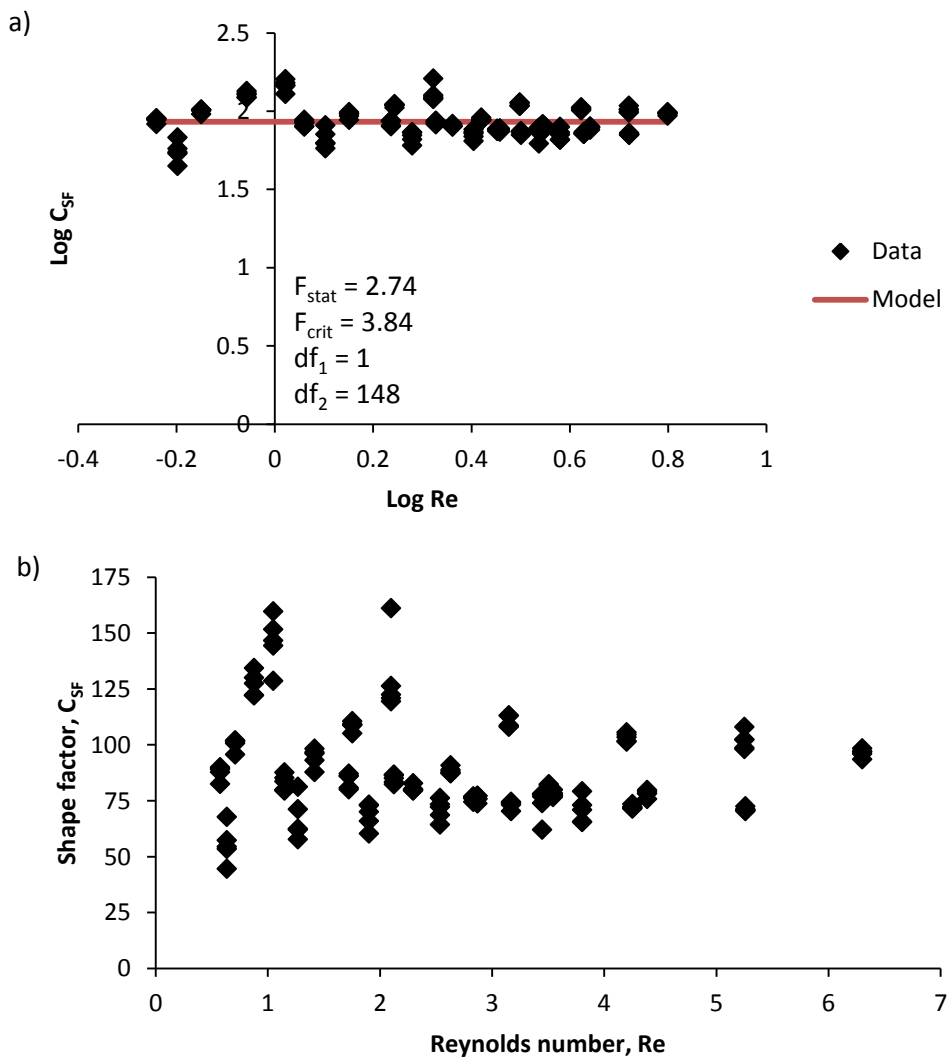 a)
2.5
2
1.5
1
0.5
0
-0.4 -0.2 0 0.2 0.4 0.6 0.8 1
Log C_SF
Log Re
F_stat = 2.74
F_crit = 3.84
df_1 = 1
df_2 = 148
Data
Model
b)
175
150
125
100
75
50
25
0
0 1 2 3 4 5 6 7
Shape factor, C_SF
Reynolds number, Re